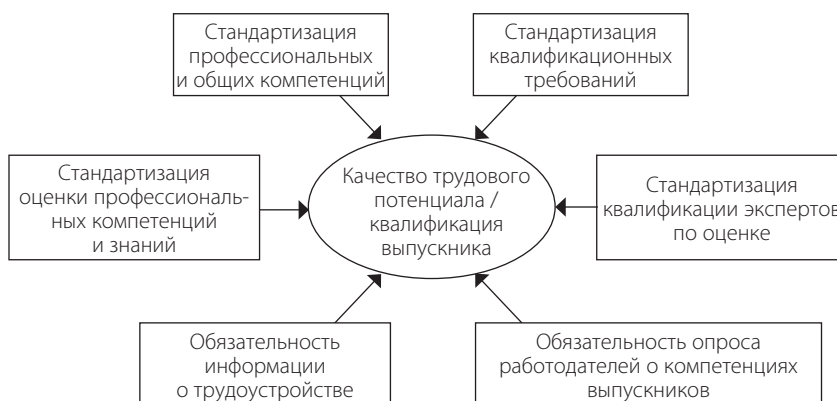 Стандартизация
профессиональных
и общих компетенций
Стандартизация
квалификационных
требований
Стандартизация
оценки профессиональ-
ных компетенций
и знаний
Качество трудового
потенциала /
квалификация
выпускника
Стандартизация
квалификации экспертов
по оценке
Обязательность
информации
о трудоустройстве
Обязательность опроса
работодателей о компетенциях
выпускников